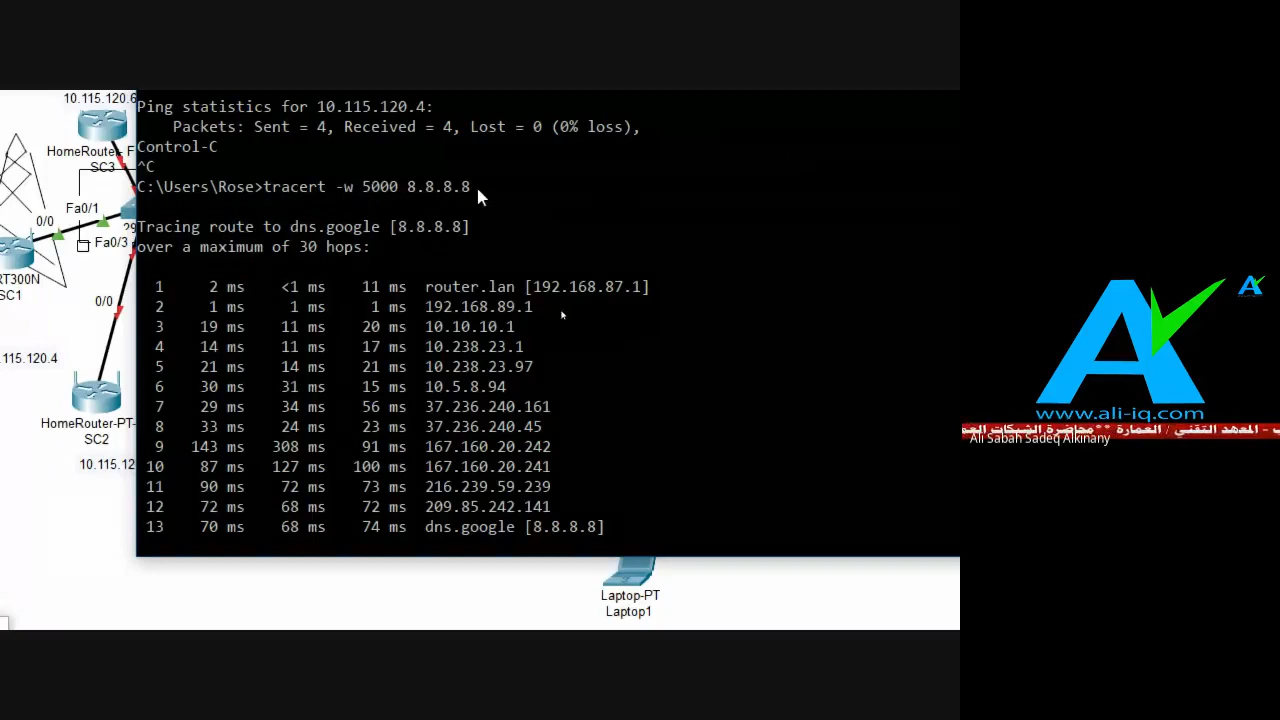 10.115.120.6
HomeRouter- F
SC3
Fa0/1
0/0
Fa0/3
29
RT300N
SC1
0/0
.115.120.4
HomeRouter-PT-
SC2
10.115.12
Ping statistics for 10.115.120.4:
Packets: Sent = 4, Received = 4, Lost = 0 (0% loss),
Control-C
^C
C:\Users\Rose>tracert -w 5000 8.8.8.8
Tracing route to dns.google [8.8.8.8]
over a maximum of 30 hops:
1 2 ms <1 ms 11 ms router.lan [192.168.87.1]
2 1 ms 1 ms 1 ms 192.168.89.1
3 19 ms 11 ms 20 ms 10.10.10.1
4 14 ms 11 ms 17 ms 10.238.23.1
5 21 ms 14 ms 21 ms 10.238.23.97
6 30 ms 31 ms 15 ms 10.5.8.94
7 29 ms 34 ms 56 ms 37.236.240.161
8 33 ms 24 ms 23 ms 37.236.240.45
9 143 ms 308 ms 91 ms 167.160.20.242
10 87 ms 127 ms 100 ms 167.160.20.241
11 90 ms 72 ms 73 ms 216.239.59.239
12 72 ms 68 ms 72 ms 209.85.242.141
13 70 ms 68 ms 74 ms dns.google [8.8.8.8]
Laptop-PT
Laptop1
www.ali-iq.com
المعهد التقني / العمارة ** محاضرة الشبكات
Ali Sabah Sadeq Alkinany